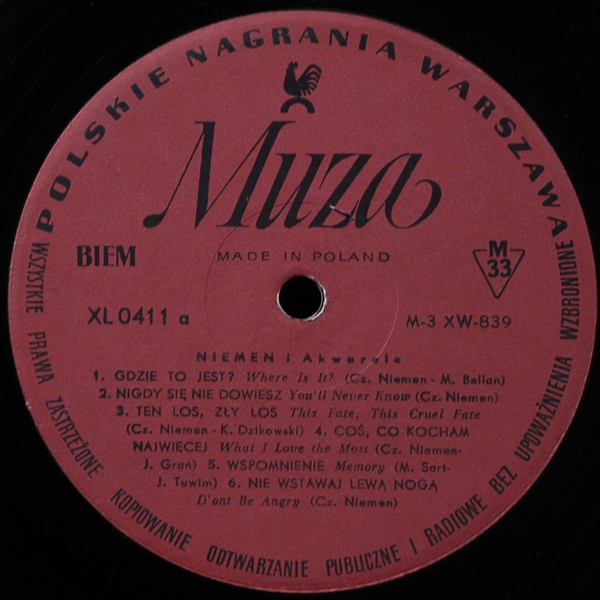 POLSKIE NAGRANIA WARSZAWA
Muza
BIEM
MADE IN POLAND
M
33
XL 0411 a
M-3 XW-839
NIEMEN i Akwarele
1. GDZIE TO JEST? Where Is It? (Cz. Niemen - M. Bellan)
2. NIGDY SIĘ NIE DOWIESZ You'll Never Know (Cz. Niemen)
3. TEN LOS, ZŁY LOS This Fate, This Cruel Fate
(Cz. Niemen - K. Dzikowski) 4. COŚ, CO KOCHAM
NAJWIĘCEJ What I Love the Most (Cz. Niemen-
J. Grań) 5. WSPOMNIENIE Memory (M. Sart-
J. Tuwim) 6. NIE WSTAWAJ LEWĄ NOGĄ
D'ont Be Angry (Cz. Niemen)
WSZYSTKIE PRAWA ZASTRZEŻONE KOPIOWANIE ODTWARZANIE PUBLICZNE I RADIOWE BEZ UPOWAŻNIENIA WZBRONIONE